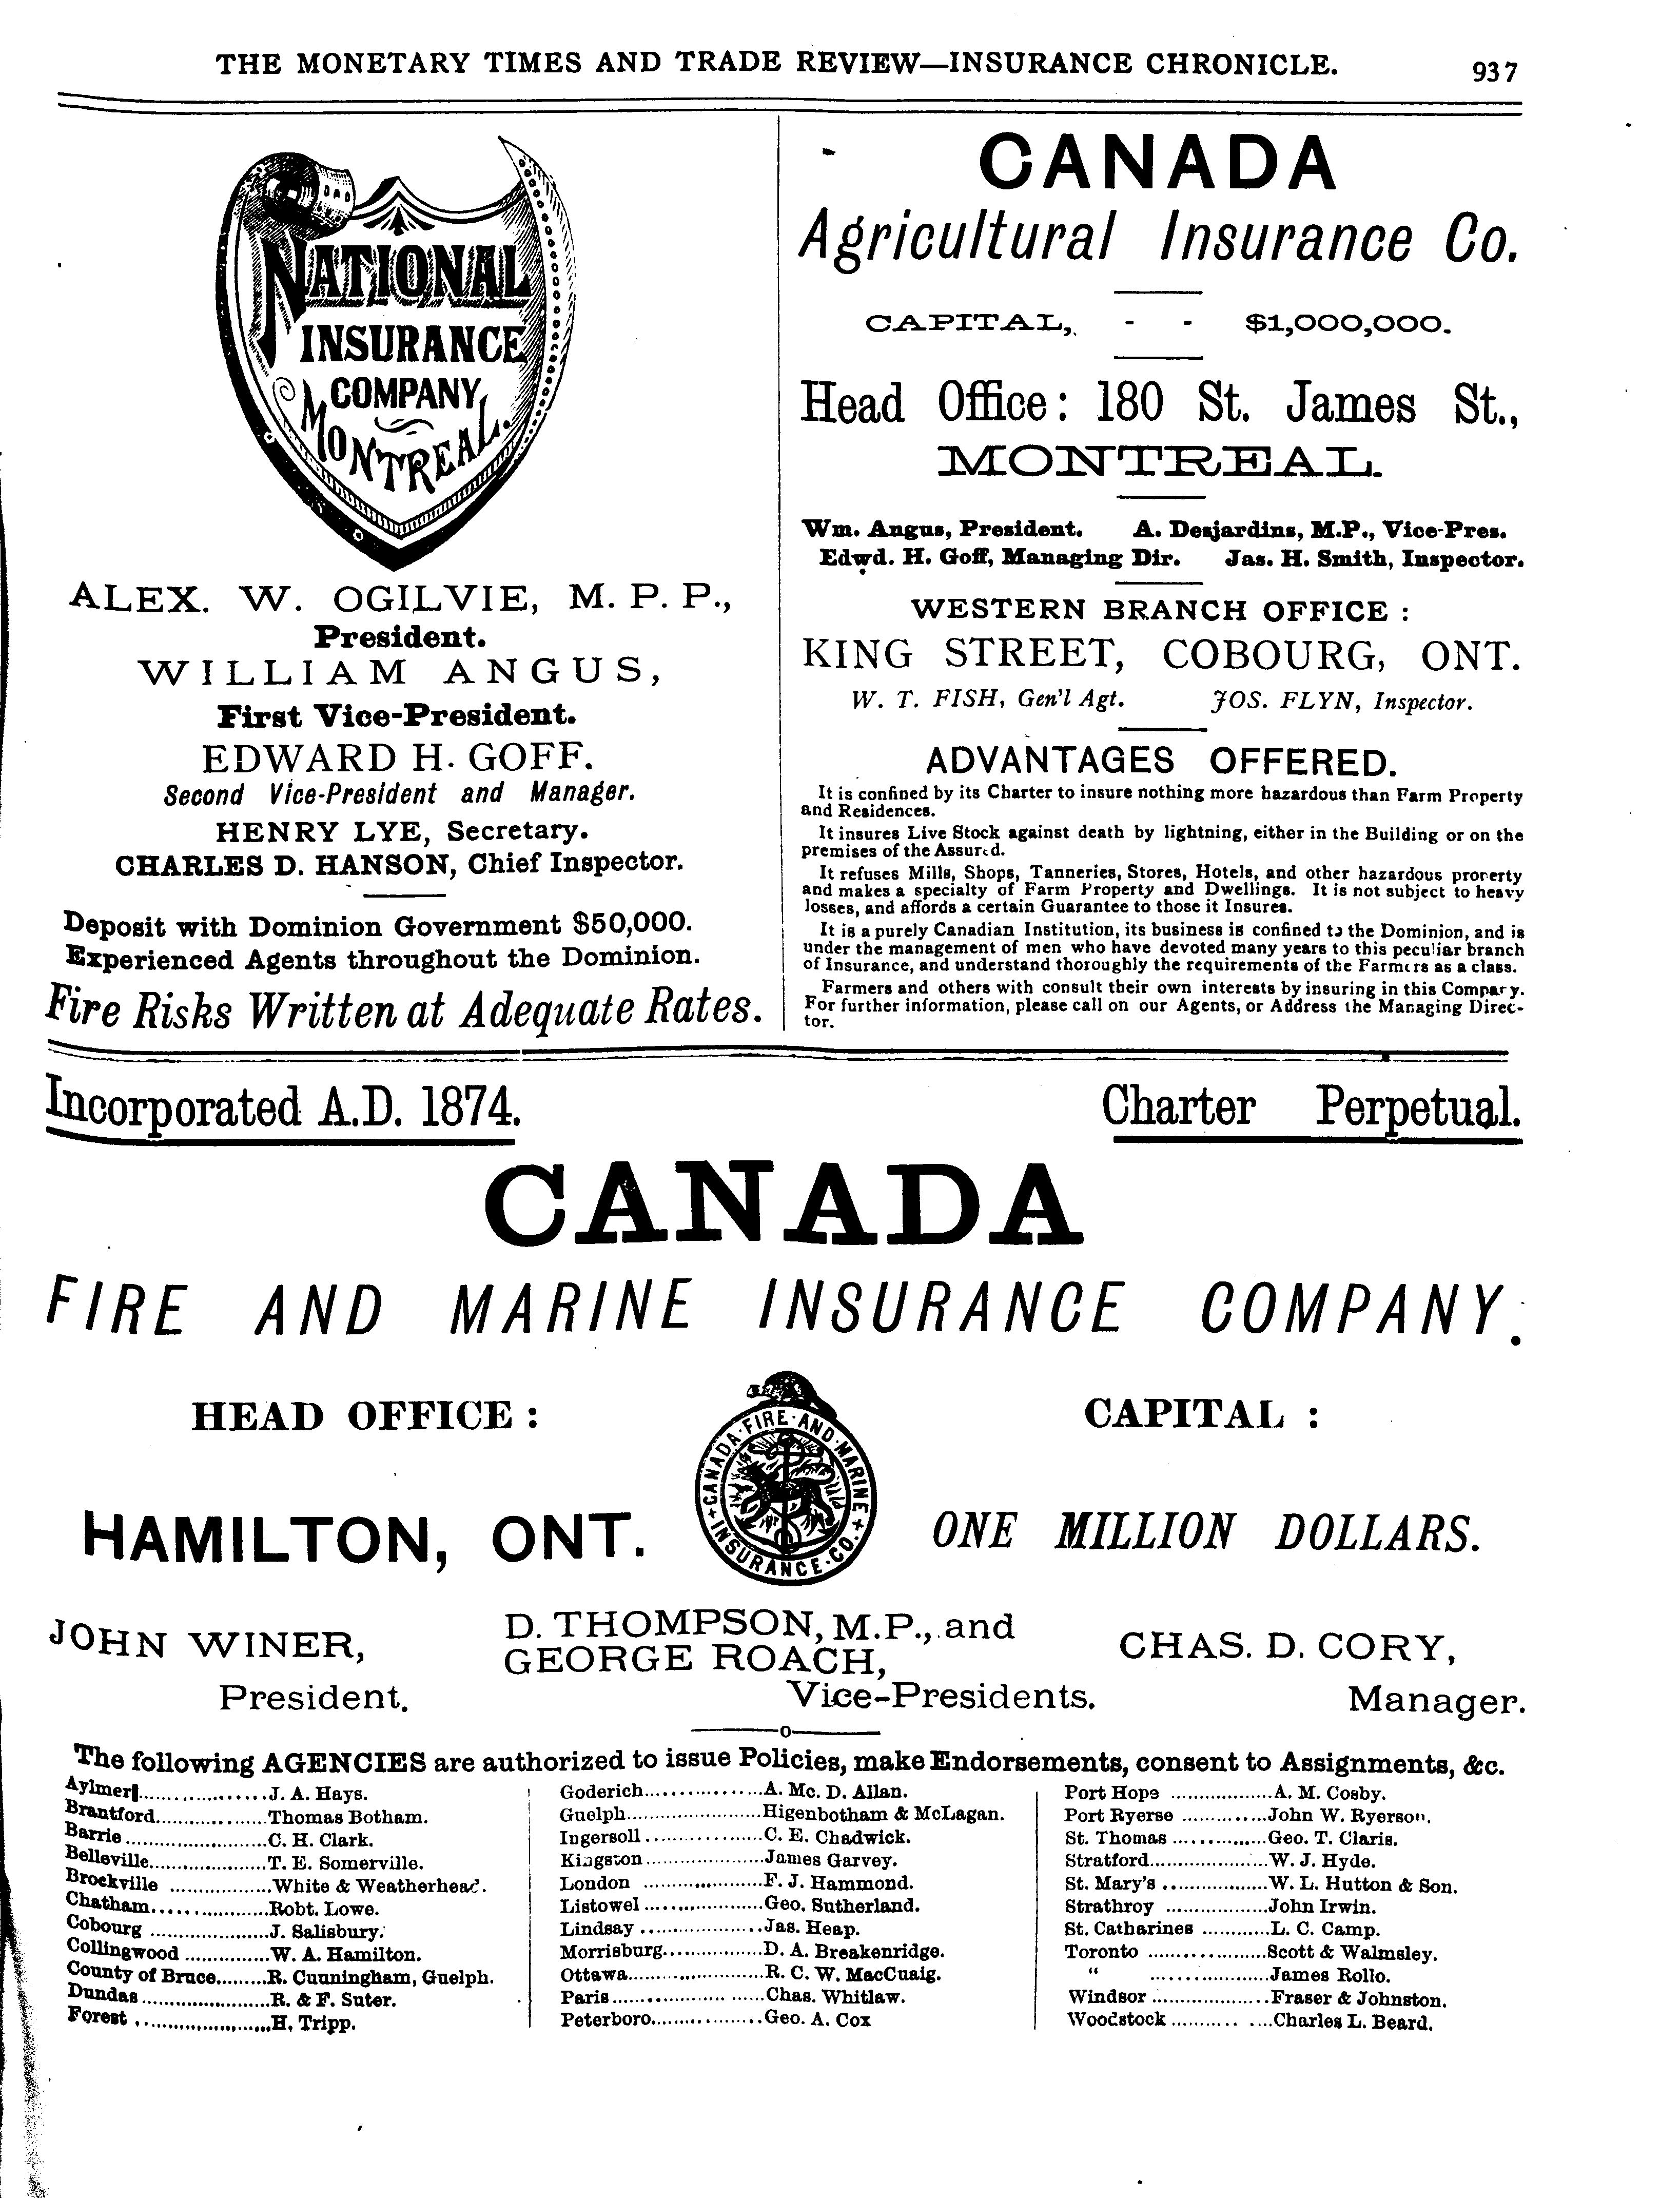 THE MONETARY TIMES AND TRADE REVIEW—INSURANCE CHRONICLE.
937
NATIONAL
INSURANCE
COMPANY
MONTREAL.
ALEX. W. OGILVIE, M. P. P.,
President.
WILLIAM ANGUS,
First Vice-President.
EDWARD H. GOFF.
Second Vice-President and Manager.
HENRY LYE, Secretary.
CHARLES D. HANSON, Chief Inspector.
Deposit with Dominion Government $50,000.
Experienced Agents throughout the Dominion.
Fire Risks Written at Adequate Rates.
CANADA
Agricultural Insurance Co.
CAPITAL, - - $1,000,000.
Head Office: 180 St. James St.,
MONTREAL.
Wm. Angus, President. A. Desjardins, M.P., Vice-Pres.
Edwd. H. Goff, Managing Dir. Jas. H. Smith, Inspector.
WESTERN BRANCH OFFICE :
KING STREET, COBOURG, ONT.
W. T. FISH, Gen'l Agt. JOS. FLYN, Inspector.
ADVANTAGES OFFERED.
It is confined by its Charter to insure nothing more hazardous than Farm Property
and Residences.
It insures Live Stock against death by lightning, either in the Building or on the
premises of the Assured.
It refuses Mills, Shops, Tanneries, Stores, Hotels, and other hazardous property
and makes a specialty of Farm Property and Dwellings. It is not subject to heavy
losses, and affords a certain Guarantee to those it Insures.
It is a purely Canadian Institution, its business is confined to the Dominion, and is
under the management of men who have devoted many years to this peculiar branch
of Insurance, and understand thoroughly the requirements of the Farmers as a class.
Farmers and others with consult their own interests by insuring in this Company.
For further information, please call on our Agents, or Address the Managing Direc-
tor.
Incorporated A.D. 1874. Charter Perpetual.
CANADA
FIRE AND MARINE INSURANCE COMPANY.
HEAD OFFICE :
HAMILTON, ONT.
CANADA·FIRE·AND·MARINE
INSURANCE·CO.
CAPITAL :
ONE MILLION DOLLARS.
JOHN WINER,
President.
D. THOMPSON, M.P., and
GEORGE ROACH,
Vice-Presidents.
CHAS. D. CORY,
Manager.
The following AGENCIES are authorized to issue Policies, make Endorsements, consent to Assignments, &c.
Aylmer....................J. A. Hays.
Brantford..................Thomas Botham.
Barrie.......................C. H. Clark.
Belleville...................T. E. Somerville.
Brockville .................White & Weatherhead.
Chatham...................Robt. Lowe.
Cobourg ....................J. Salisbury.
Collingwood ..............W. A. Hamilton.
County of Bruce.........R. Cunningham, Guelph.
Dundas .....................R. & F. Suter.
Forest .......................H. Tripp.
Goderich....................A. Mc. D. Allan.
Guelph.......................Higenbotham & McLagan.
Ingersoll ....................C. E. Chadwick.
Kingston ....................James Garvey.
London .....................F. J. Hammond.
Listowel ....................Geo. Sutherland.
Lindsay .....................Jas. Heap.
Morrisburg.................D. A. Breakenridge.
Ottawa.......................R. C. W. MacCuaig.
Paris..........................Chas. Whitlaw.
Peterboro...................Geo. A. Cox
Port Hope .................A. M. Cosby.
Port Ryerse ..............John W. Ryerson.
St. Thomas ................Geo. T. Claris.
Stratford....................W. J. Hyde.
St. Mary's ..................W. L. Hutton & Son.
Strathroy ..................John Irwin.
St. Catharines ............L. C. Camp.
Toronto .....................Scott & Walmsley.
“ ....................James Rollo.
Windsor ....................Fraser & Johnston.
Woodstock ................Charles L. Beard.